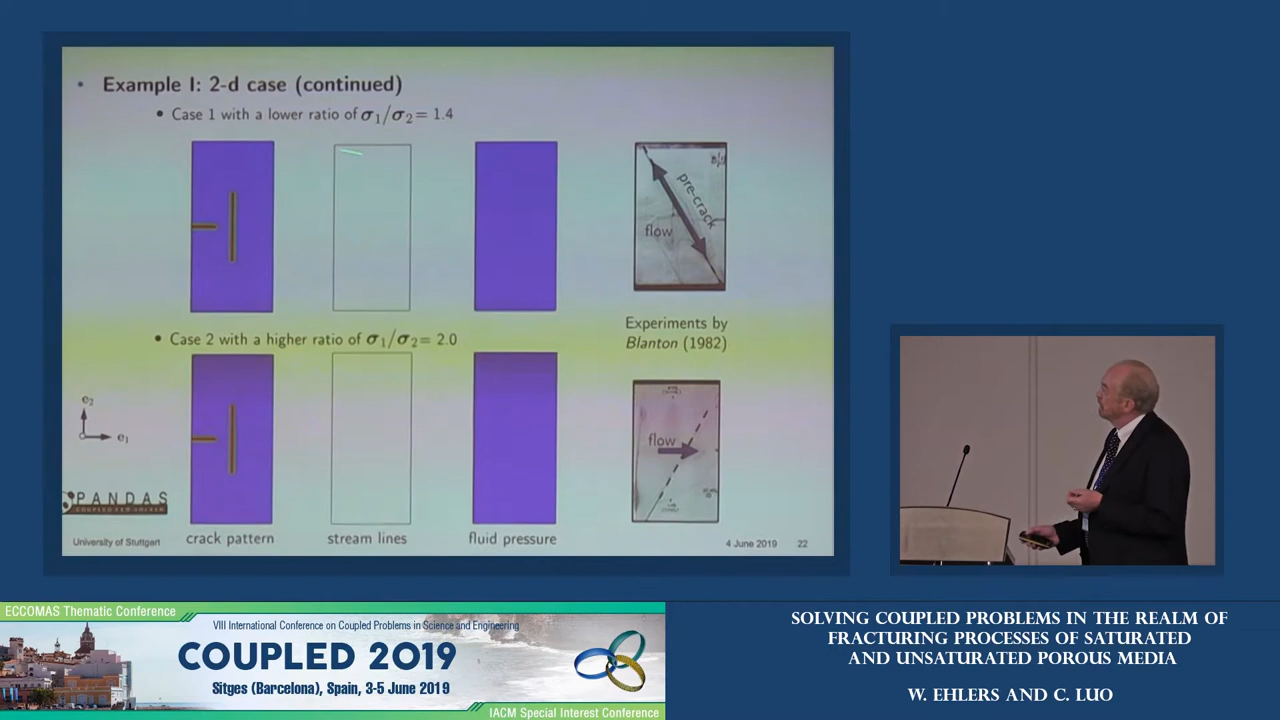 • Example I: 2-d case (continued)
• Case 1 with a lower ratio of σ1/σ2 = 1.4
pre-crack
flow
Experiments by
Blanton (1982)
• Case 2 with a higher ratio of σ1/σ2 = 2.0
flow
e2
e1
PANDAS
University of Stuttgart
crack pattern
stream lines
fluid pressure
4 June 2019 22
ECCOMAS Thematic Conference
VIII International Conference on Coupled Problems in Science and Engineering
COUPLED 2019
Sitges (Barcelona), Spain, 3-5 June 2019
IACM Special Interest Conference
SOLVING COUPLED PROBLEMS IN THE REALM OF
FRACTURING PROCESSES OF SATURATED
AND UNSATURATED POROUS MEDIA
W. EHLERS AND C. LUO